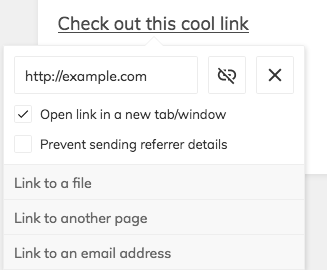 Check out this cool link
http://example.com
Open link in a new tab/window
Prevent sending referrer details
Link to a file
Link to another page
Link to an email address